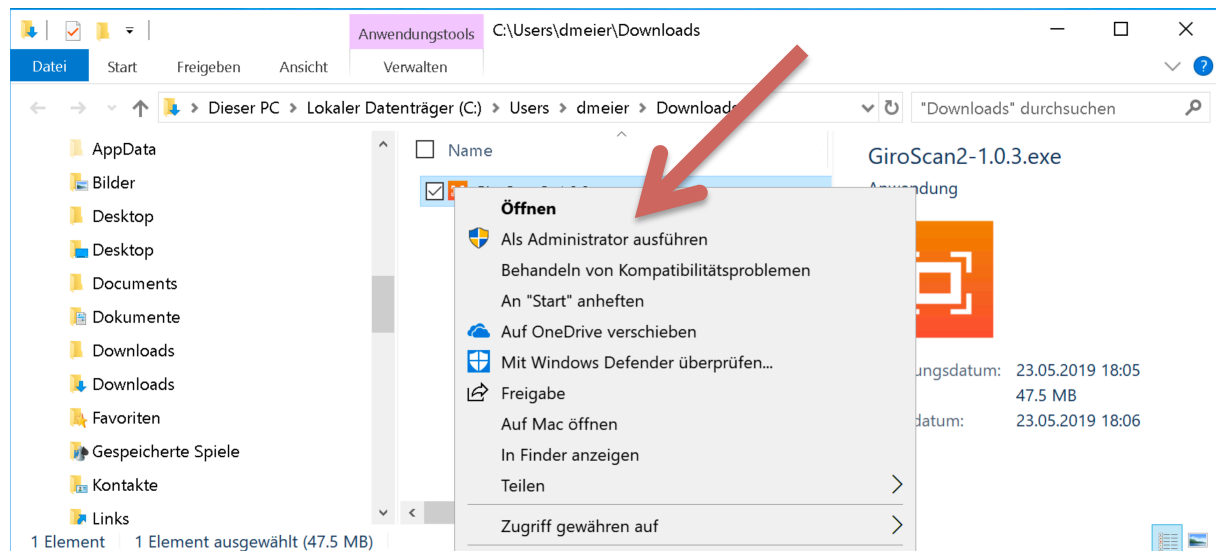 Anwendungstools C:\Users\dmeier\Downloads
Datei Start Freigeben Ansicht Verwalten
Dieser PC > Lokaler Datenträger (C:) > Users > dmeier > Downloads
"Downloads" durchsuchen
AppData
Bilder
Desktop
Desktop
Documents
Dokumente
Downloads
Downloads
Favoriten
Gespeicherte Spiele
Kontakte
Links
Name
Öffnen
Als Administrator ausführen
Behandeln von Kompatibilitätsproblemen
An "Start" anheften
Auf OneDrive verschieben
Mit Windows Defender überprüfen...
Freigabe
Auf Mac öffnen
In Finder anzeigen
Teilen
Zugriff gewähren auf
GiroScan2-1.0.3.exe
Anwendung
ungsdatum: 23.05.2019 18:05
47.5 MB
datum: 23.05.2019 18:06
1 Element 1 Element ausgewählt (47.5 MB)